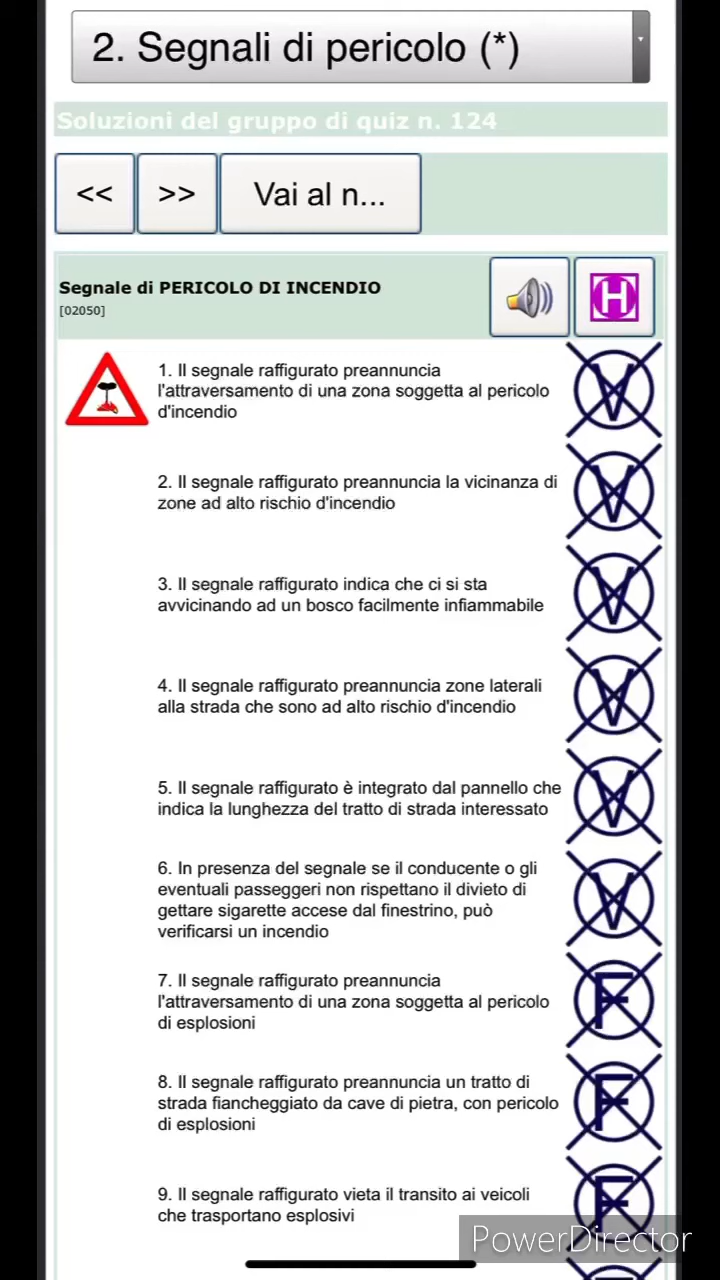 2. Segnali di pericolo (*)
Soluzioni del gruppo di quiz n. 124
<< >> Vai al n...
Segnale di PERICOLO DI INCENDIO
[02050]
H
1. Il segnale raffigurato preannuncia
l'attraversamento di una zona soggetta al pericolo
d'incendio
V
2. Il segnale raffigurato preannuncia la vicinanza di
zone ad alto rischio d'incendio
V
3. Il segnale raffigurato indica che ci si sta
avvicinando ad un bosco facilmente infiammabile
V
4. Il segnale raffigurato preannuncia zone laterali
alla strada che sono ad alto rischio d'incendio
V
5. Il segnale raffigurato è integrato dal pannello che
indica la lunghezza del tratto di strada interessato
V
6. In presenza del segnale se il conducente o gli
eventuali passeggeri non rispettano il divieto di
gettare sigarette accese dal finestrino, può
verificarsi un incendio
V
7. Il segnale raffigurato preannuncia
l'attraversamento di una zona soggetta al pericolo
di esplosioni
F
8. Il segnale raffigurato preannuncia un tratto di
strada fiancheggiato da cave di pietra, con pericolo
di esplosioni
F
9. Il segnale raffigurato vieta il transito ai veicoli
che trasportano esplosivi
F
PowerDirector